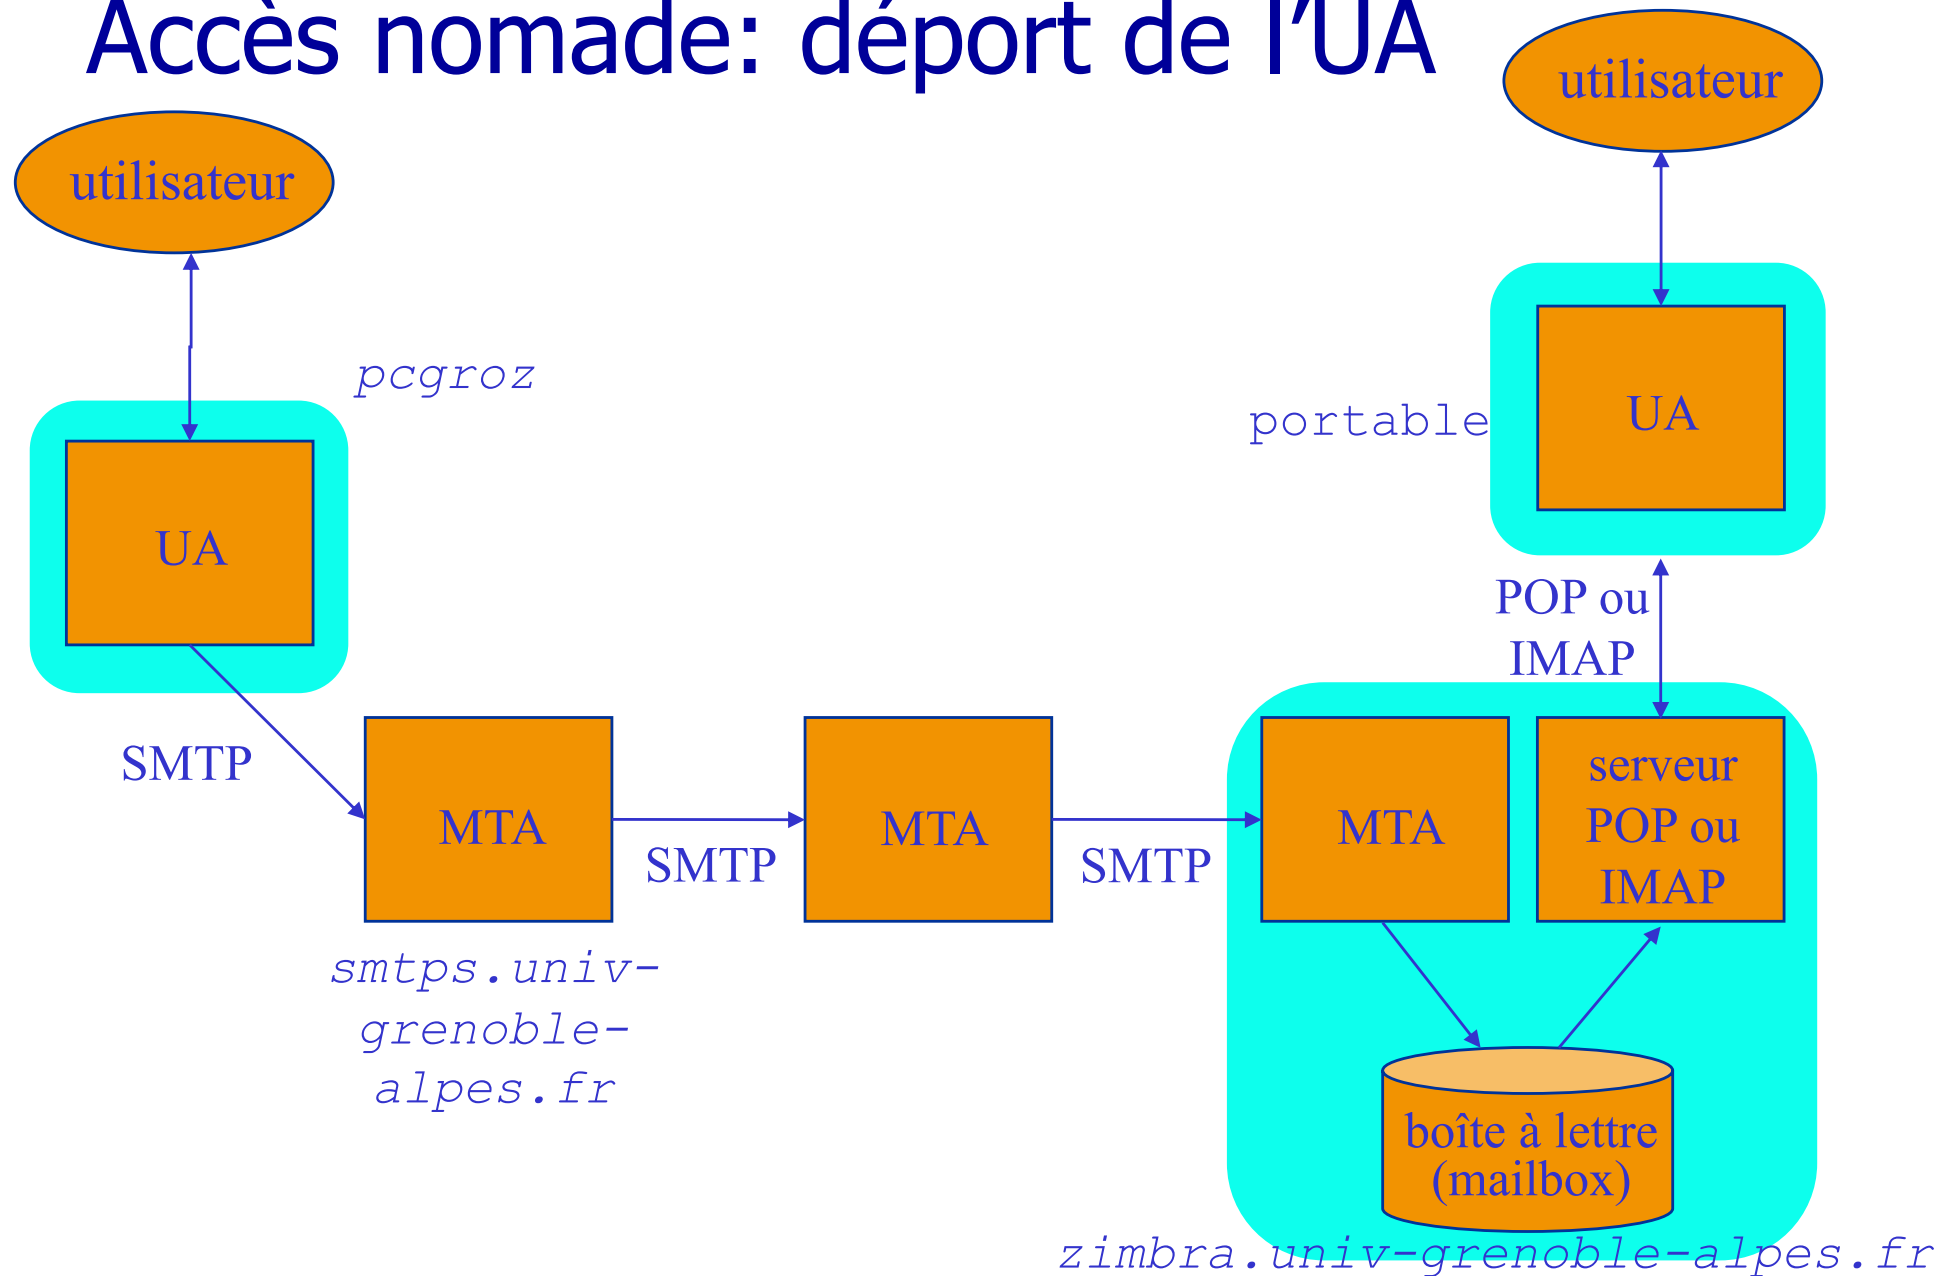 Accès nomade: déport de l’UA
utilisateur
utilisateur
pcgroz
portable
UA
UA
POP ou
IMAP
SMTP
MTA
SMTP
MTA
SMTP
MTA
serveur
POP ou
IMAP
smtps.univ-
grenoble-
alpes.fr
boîte à lettre
(mailbox)
zimbra.univ-grenoble-alpes.fr